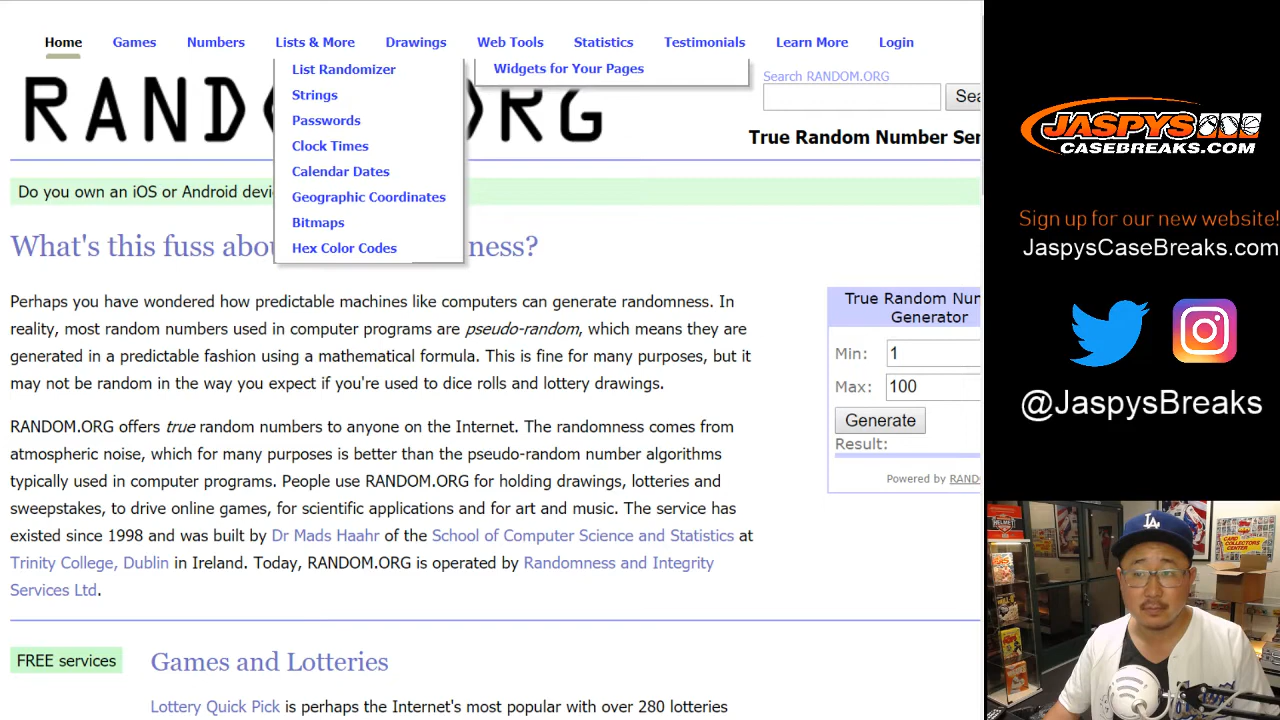 Home Games Numbers Lists & More Drawings Web Tools Statistics Testimonials Learn More Login
List Randomizer
Strings
Passwords
Clock Times
Calendar Dates
Geographic Coordinates
Bitmaps
Hex Color Codes
Widgets for Your Pages
Search RANDOM.ORG
Sea
RAND
RG
True Random Number Ser
Do you own an iOS or Android devi
What's this fuss abou
ness?
Perhaps you have wondered how predictable machines like computers can generate randomness. In
reality, most random numbers used in computer programs are pseudo-random, which means they are
generated in a predictable fashion using a mathematical formula. This is fine for many purposes, but it
may not be random in the way you expect if you're used to dice rolls and lottery drawings.
RANDOM.ORG offers true random numbers to anyone on the Internet. The randomness comes from
atmospheric noise, which for many purposes is better than the pseudo-random number algorithms
typically used in computer programs. People use RANDOM.ORG for holding drawings, lotteries and
sweepstakes, to drive online games, for scientific applications and for art and music. The service has
existed since 1998 and was built by Dr Mads Haahr of the School of Computer Science and Statistics at
Trinity College, Dublin in Ireland. Today, RANDOM.ORG is operated by Randomness and Integrity
Services Ltd.
True Random Num
Generator
Min: 1
Max: 100
Generate
Result:
Powered by RAND
FREE services
Games and Lotteries
Lottery Quick Pick is perhaps the Internet's most popular with over 280 lotteries
JASPYS
CASEBREAKS.COM
Sign up for our new website!
JaspysCaseBreaks.com
@JaspysBreaks
LA
CARD
COLLECTORS
CENTER